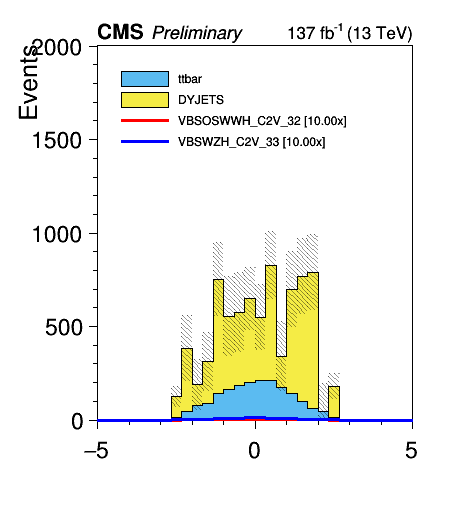 CMS Preliminary 137 fb⁻¹ (13 TeV)
Events
2000
ttbar
DYJETS
1500
VBSOSWWH_C2V_32 [10.00x]
VBSWZH_C2V_33 [10.00x]
1000
500
0
−5 0 5